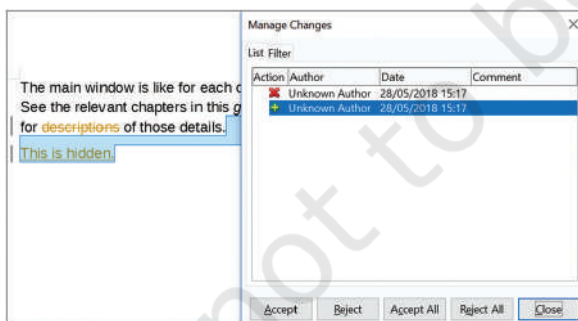 The main window is like for each
See the relevant chapters in this
for descriptions of those details.
This is hidden.
Manage Changes
List Filter
Action Author Date Comment
Unknown Author 28/05/2018 15:17
Unknown Author 28/05/2018 15:17
Accept Reject Accept All Reject All Close
not to b